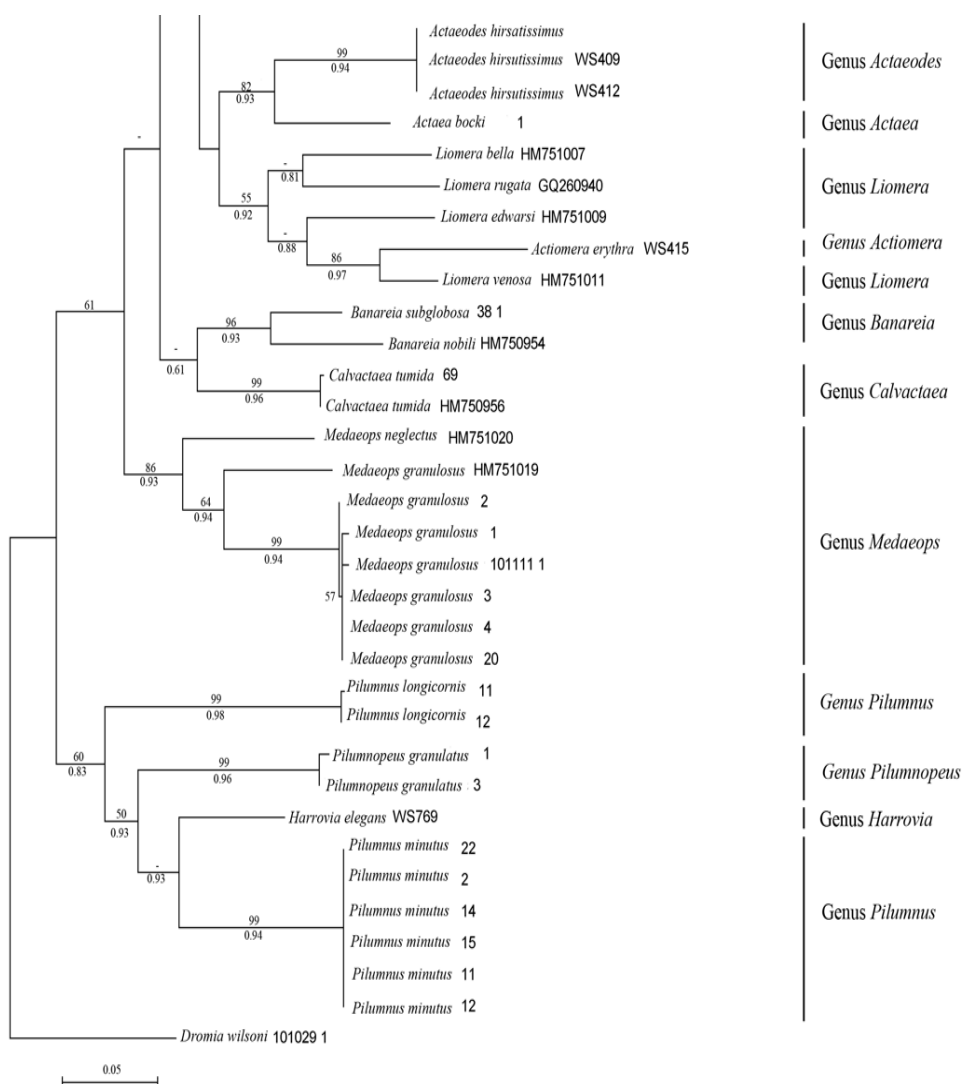 Actaeodes hirsatissimus
99
Actaeodes hirsutissimus WS409
Genus Actaeodes
0.94
82
Actaeodes hirsutissimus WS412
0.93
Actaea bocki 1
Genus Actaea
-
Liomera bella HM751007
-
0.81
Liomera rugata GQ260940
Genus Liomera
55
0.92
Liomera edwarsi HM751009
-
0.88
Actiomera erythra WS415
Genus Actiomera
86
0.97
Liomera venosa HM751011
Genus Liomera
61
Banareia subglobosa 38 1
96
Genus Banareia
0.93
Banareia nobili HM750954
-
0.61
Calvactaea tumida 69
99
Genus Calvactaea
0.96
Calvactaea tumida HM750956
Medaeops neglectus HM751020
86
0.93
Medaeops granulosus HM751019
64
0.94
Medaeops granulosus 2
Medaeops granulosus 1
99
Genus Medaeops
0.94
Medaeops granulosus 101111 1
57
Medaeops granulosus 3
Medaeops granulosus 4
Medaeops granulosus 20
Pilumnus longicornis 11
99
Genus Pilumnus
0.98
Pilumnus longicornis 12
60
0.83
Pilumnopeus granulatus 1
99
Genus Pilumnopeus
0.96
Pilumnopeus granulatus 3
50
0.93
Harrovia elegans WS769
Genus Harrovia
-
0.93
Pilumnus minutus 22
Pilumnus minutus 2
Pilumnus minutus 14
Genus Pilumnus
99
0.94
Pilumnus minutus 15
Pilumnus minutus 11
Pilumnus minutus 12
Dromia wilsoni 101029 1
0.05